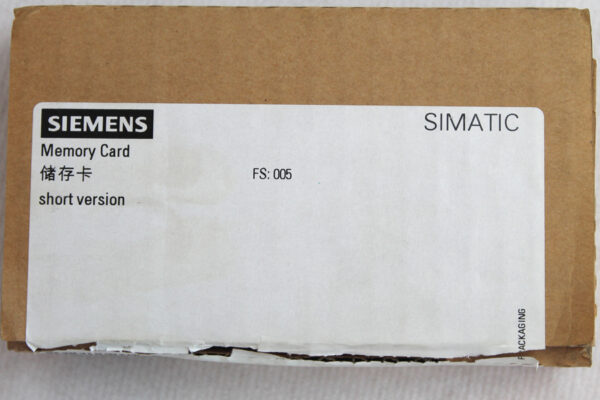 SIEMENS
SIMATIC
Memory Card
储存卡
FS: 005
short version
PACKAGING